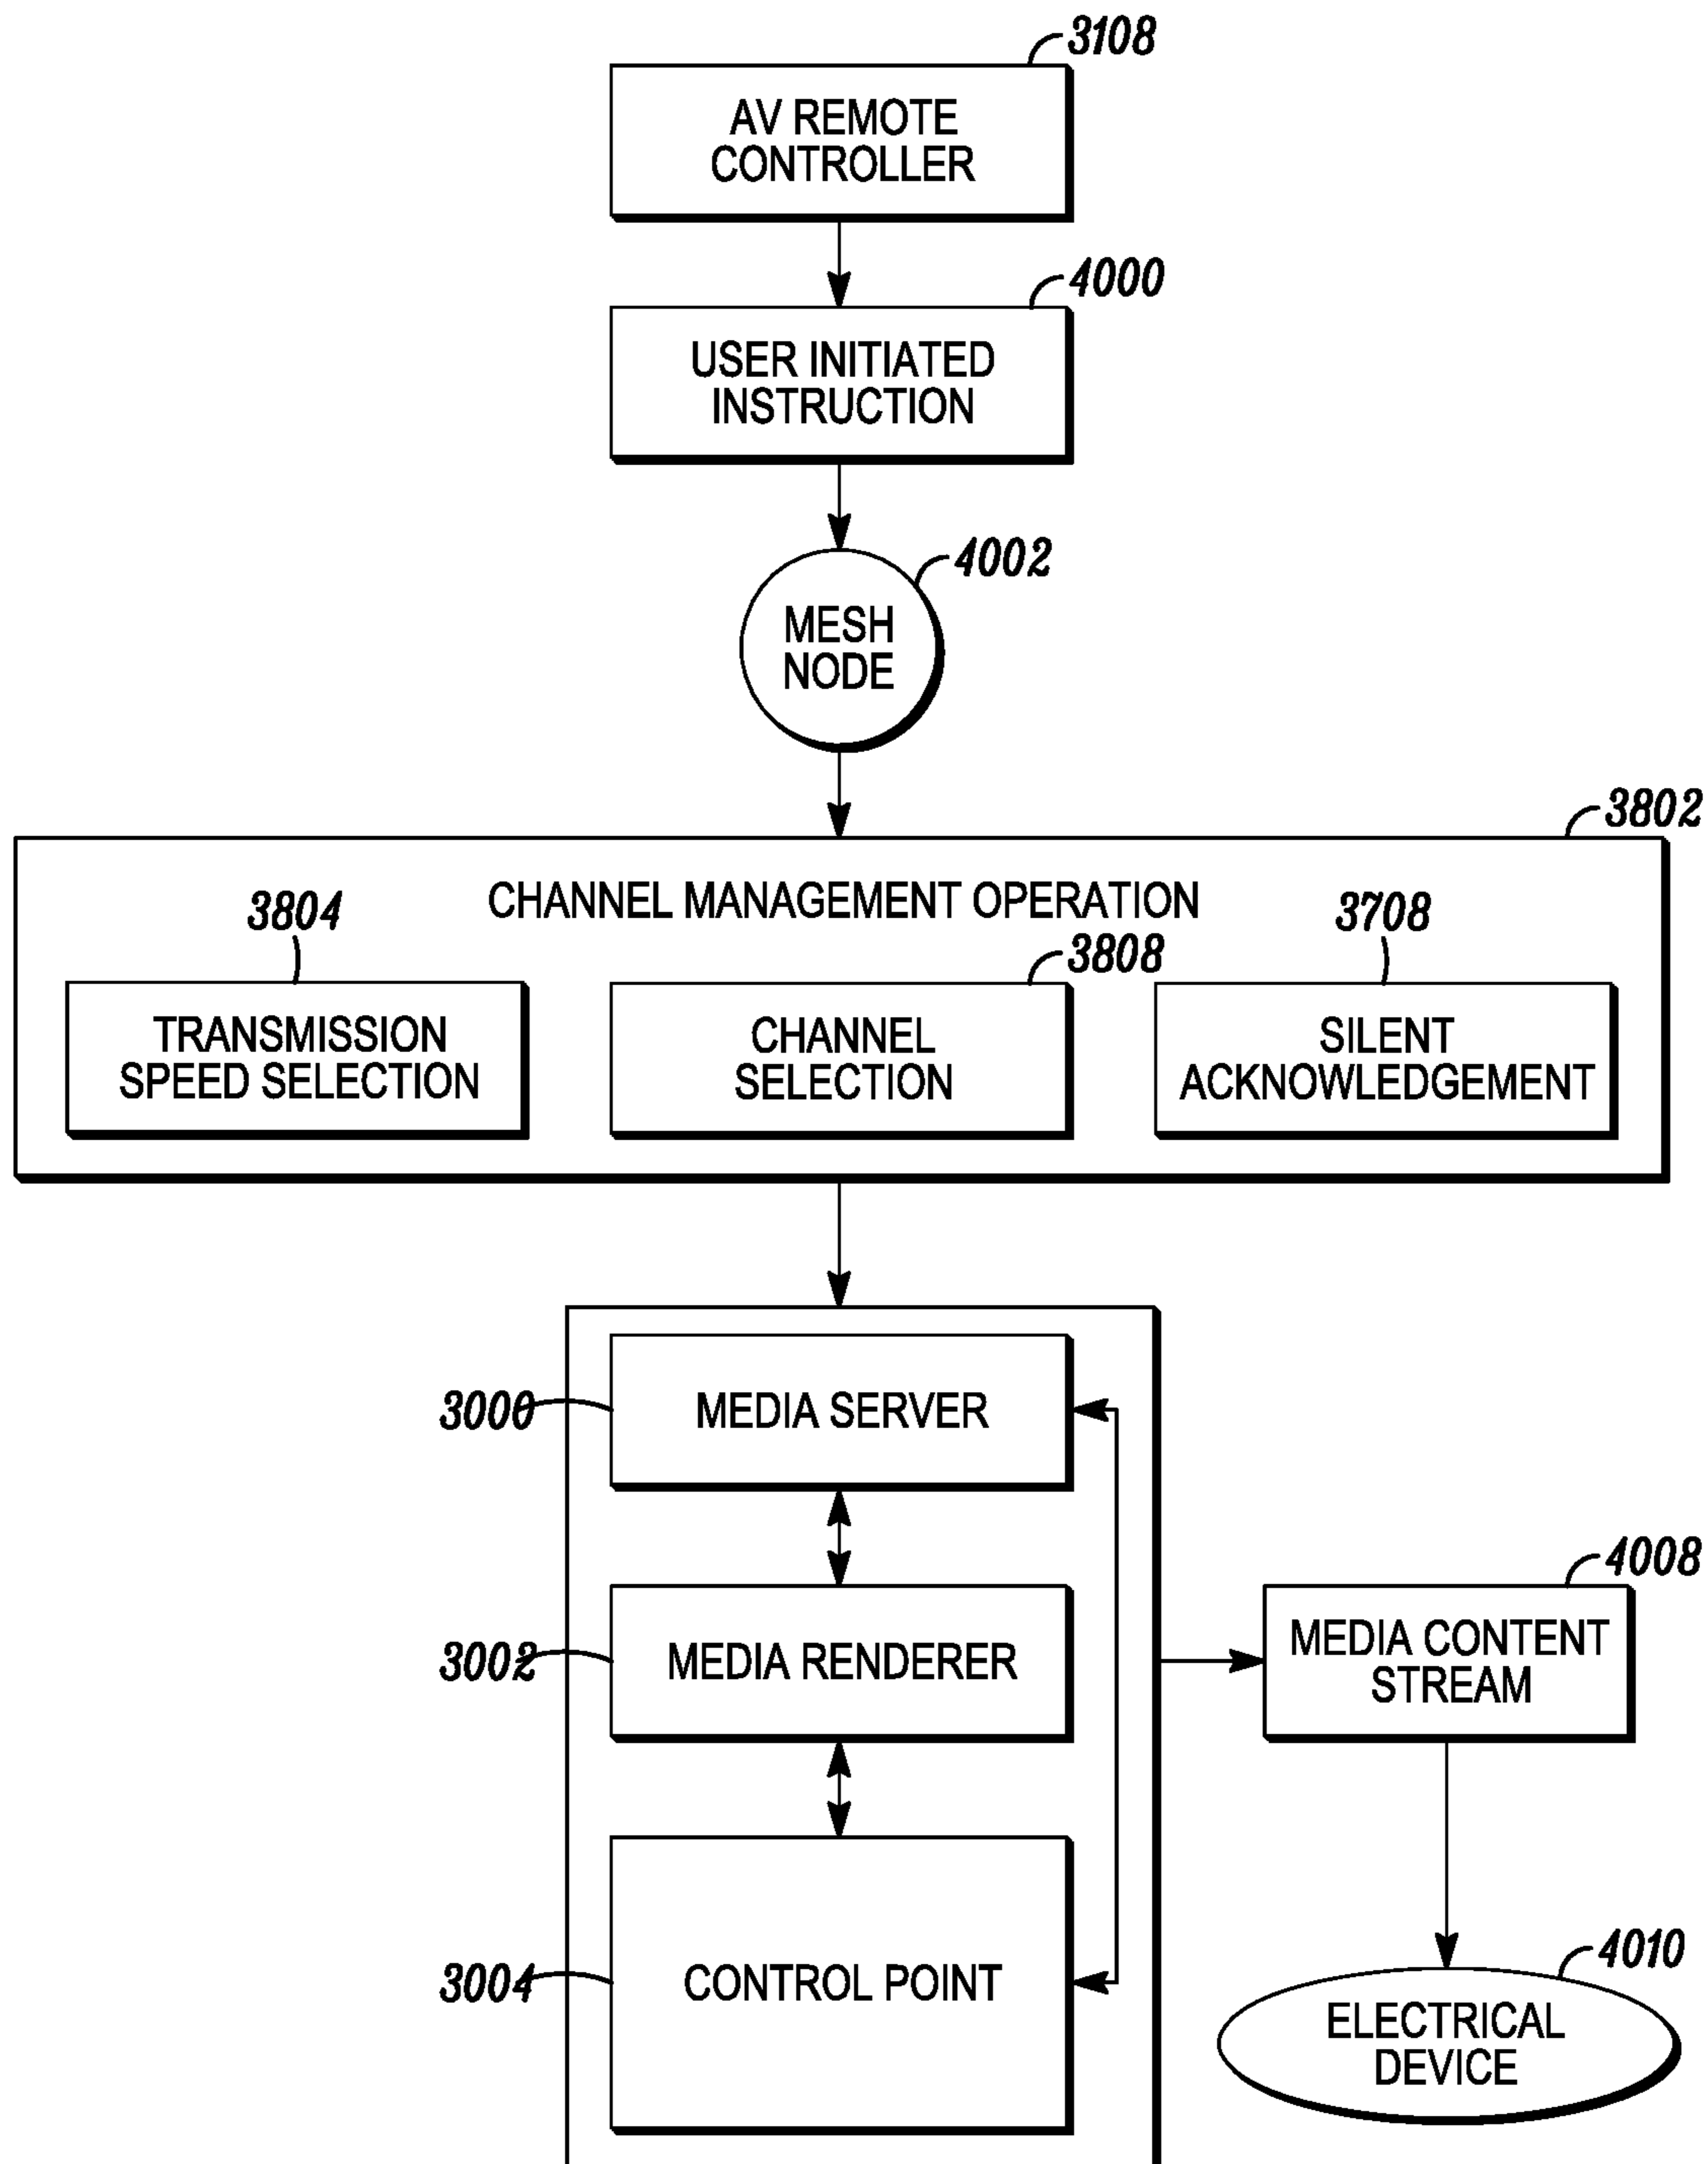 3108
AV REMOTE
CONTROLLER
4000
USER INITIATED
INSTRUCTION
4002
MESH
NODE
3802
CHANNEL MANAGEMENT OPERATION
3804
3808
3708
TRANSMISSION
SPEED SELECTION
CHANNEL
SELECTION
SILENT
ACKNOWLEDGEMENT
3000
MEDIA SERVER
3002
MEDIA RENDERER
4008
MEDIA CONTENT
STREAM
3004
CONTROL POINT
4010
ELECTRICAL
DEVICE